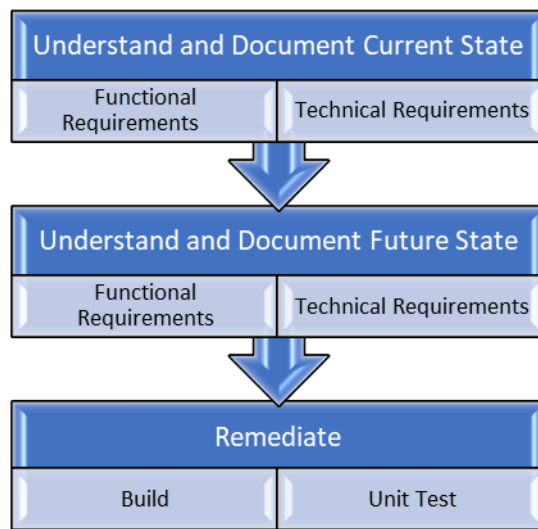 Understand and Document Current State
Functional
Requirements
Technical Requirements
Understand and Document Future State
Functional
Requirements
Technical Requirements
Remediate
Build
Unit Test